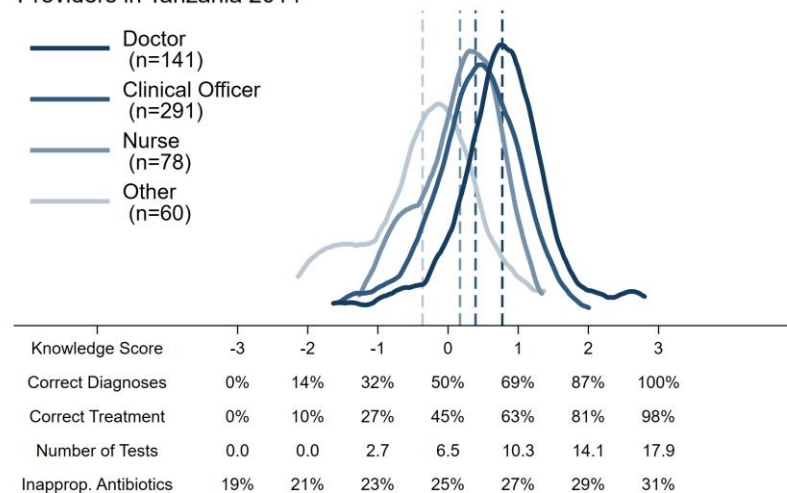 Doctor
(n=141)
Clinical Officer
(n=291)
Nurse
(n=78)
Other
(n=60)
Knowledge Score -3 -2 -1 0 1 2 3
Correct Diagnoses 0% 14% 32% 50% 69% 87% 100%
Correct Treatment 0% 10% 27% 45% 63% 81% 98%
Number of Tests 0.0 0.0 2.7 6.5 10.3 14.1 17.9
Inapprop. Antibiotics 19% 21% 23% 25% 27% 29% 31%